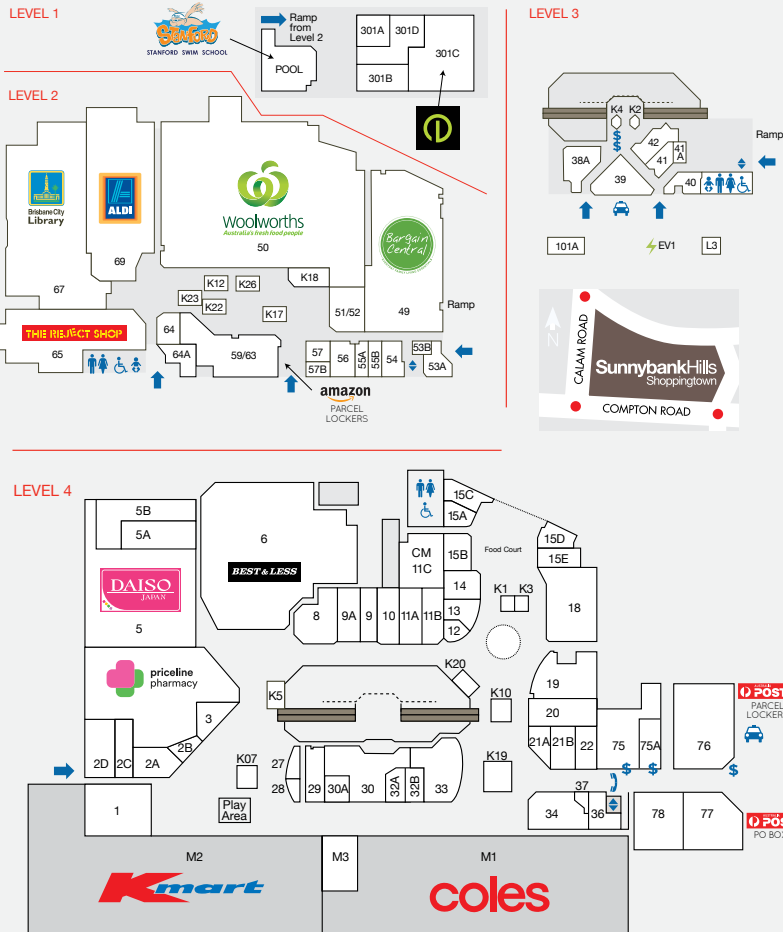 LEVEL 1
STANFORD
STANFORD SWIM SCHOOL
Ramp
from
Level 2
POOL
301A
301D
301C
301B
LEVEL 2
Brisbane City
Library
67
ALDI
69
Woolworths
Australia's fresh food people
50
Bargain
Central
49
K18
K12
K26
K23
K22
K17
51/52
Ramp
THE REJECT SHOP
65
64
64A
59/63
57
57B
56
55A
55B
54
53B
53A
amazon
PARCEL
LOCKERS
LEVEL 3
K4
K2
$
$
42
41
41
A
Ramp
38A
39
40
101A
EV1
L3
N
CALAM ROAD
SunnybankHills
Shoppingtown
COMPTON ROAD
LEVEL 4
5B
5A
DAISO
JAPAN
5
6
BEST & LESS
15C
15A
CM
11C
15B
Food Court
15D
15E
14
K1
K3
18
8
9A
9
10
11A
11B
13
12
priceline
pharmacy
3
2B
2D
2C
2A
K5
K20
K10
19
20
21A
21B
22
75
75A
76
$
$
$
POST
PARCEL
LOCKERS
K07
27
28
29
30A
30
32A
32B
33
K19
37
34
36
78
77
POST
PO BOX
Play
Area
1
M2
Kmart
M3
M1
coles